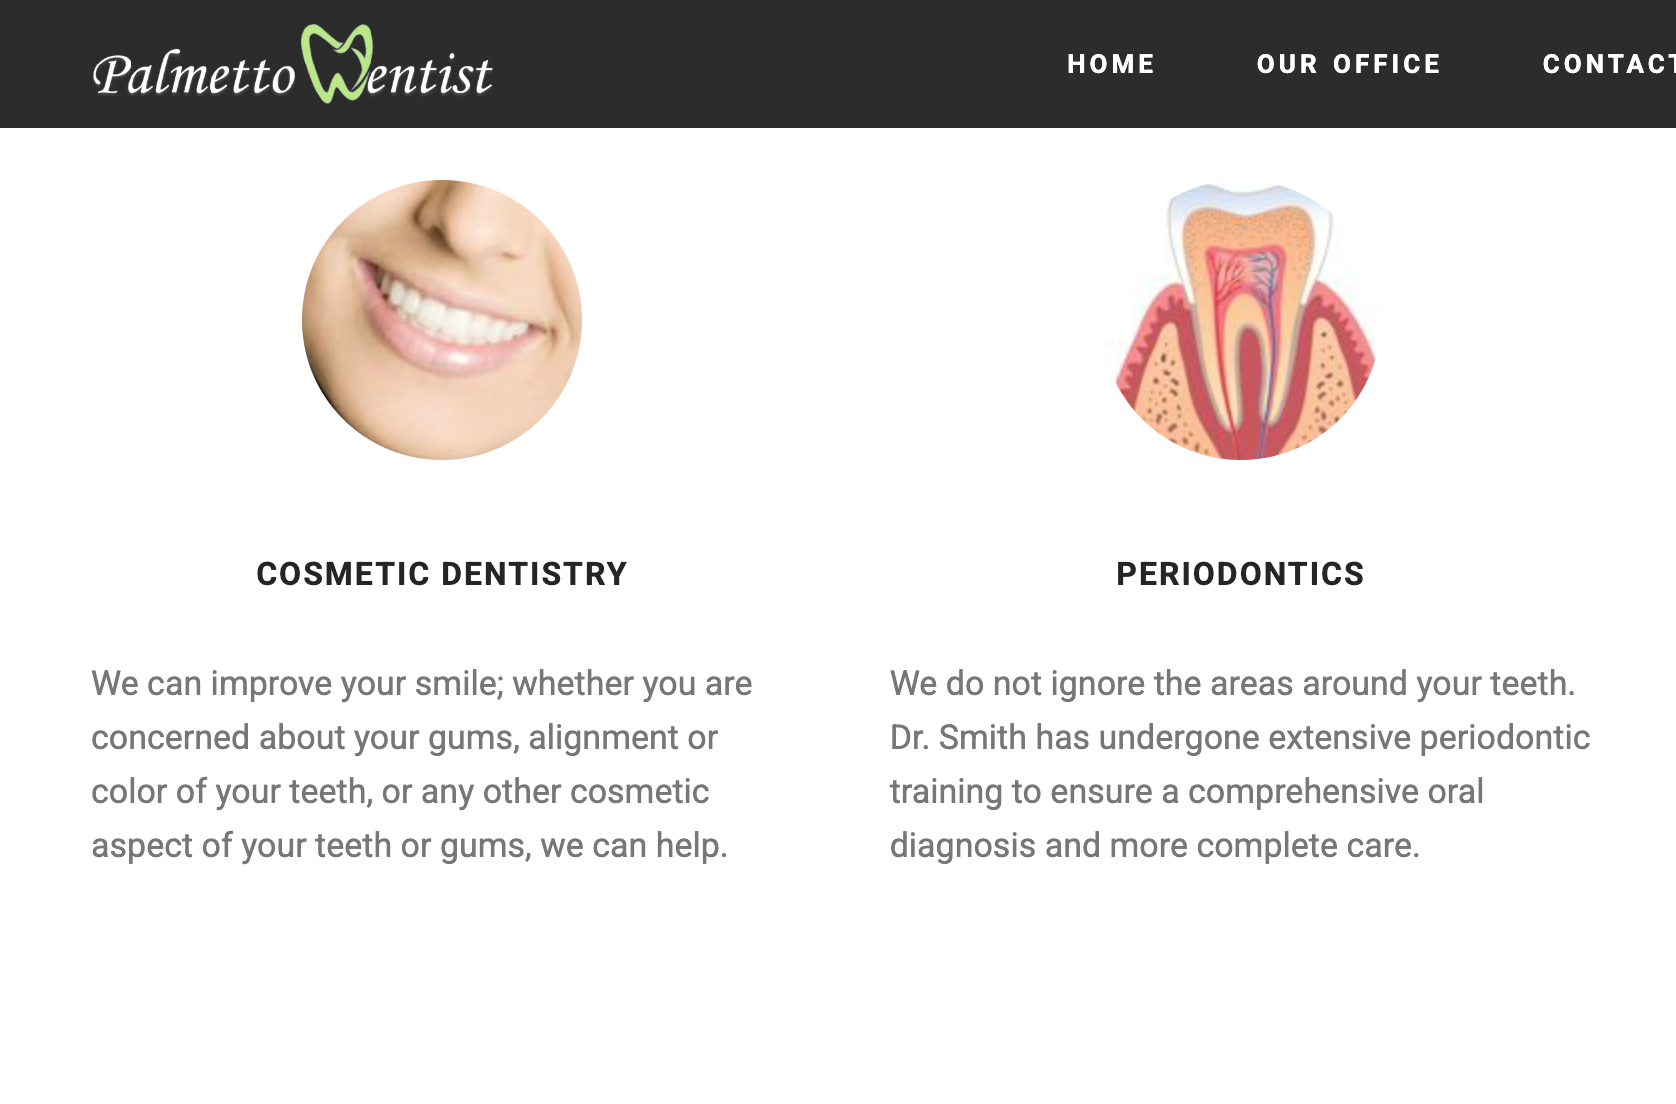 Palmetto Dentist
HOME OUR OFFICE CONTACT
COSMETIC DENTISTRY
We can improve your smile; whether you are
concerned about your gums, alignment or
color of your teeth, or any other cosmetic
aspect of your teeth or gums, we can help.
PERIODONTICS
We do not ignore the areas around your teeth.
Dr. Smith has undergone extensive periodontic
training to ensure a comprehensive oral
diagnosis and more complete care.